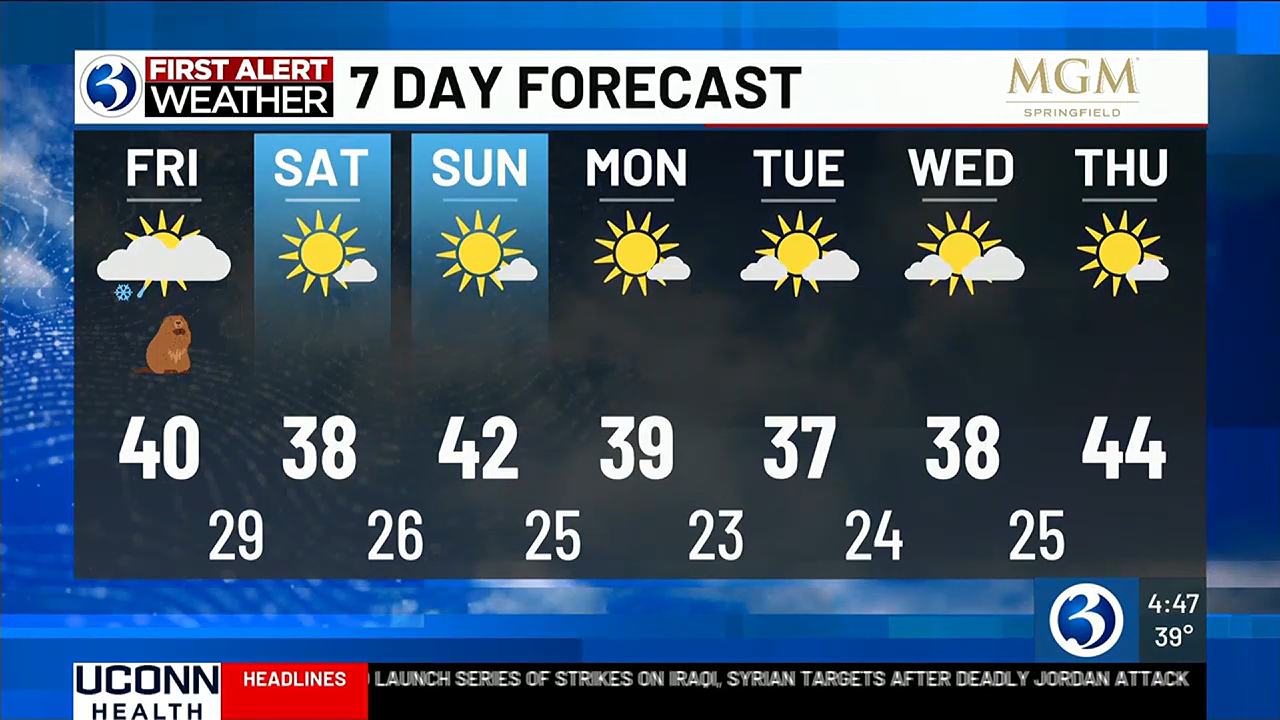 3 FIRST ALERT
WEATHER
7 DAY FORECAST
MGM
SPRINGFIELD
FRI SAT SUN MON TUE WED THU
40 38 42 39 37 38 44
29 26 25 23 24 25
3
4:47
39°
UCONN
HEALTH
HEADLINES
LAUNCH SERIES OF STRIKES ON IRAQI, SYRIAN TARGETS AFTER DEADLY JORDAN ATTACK